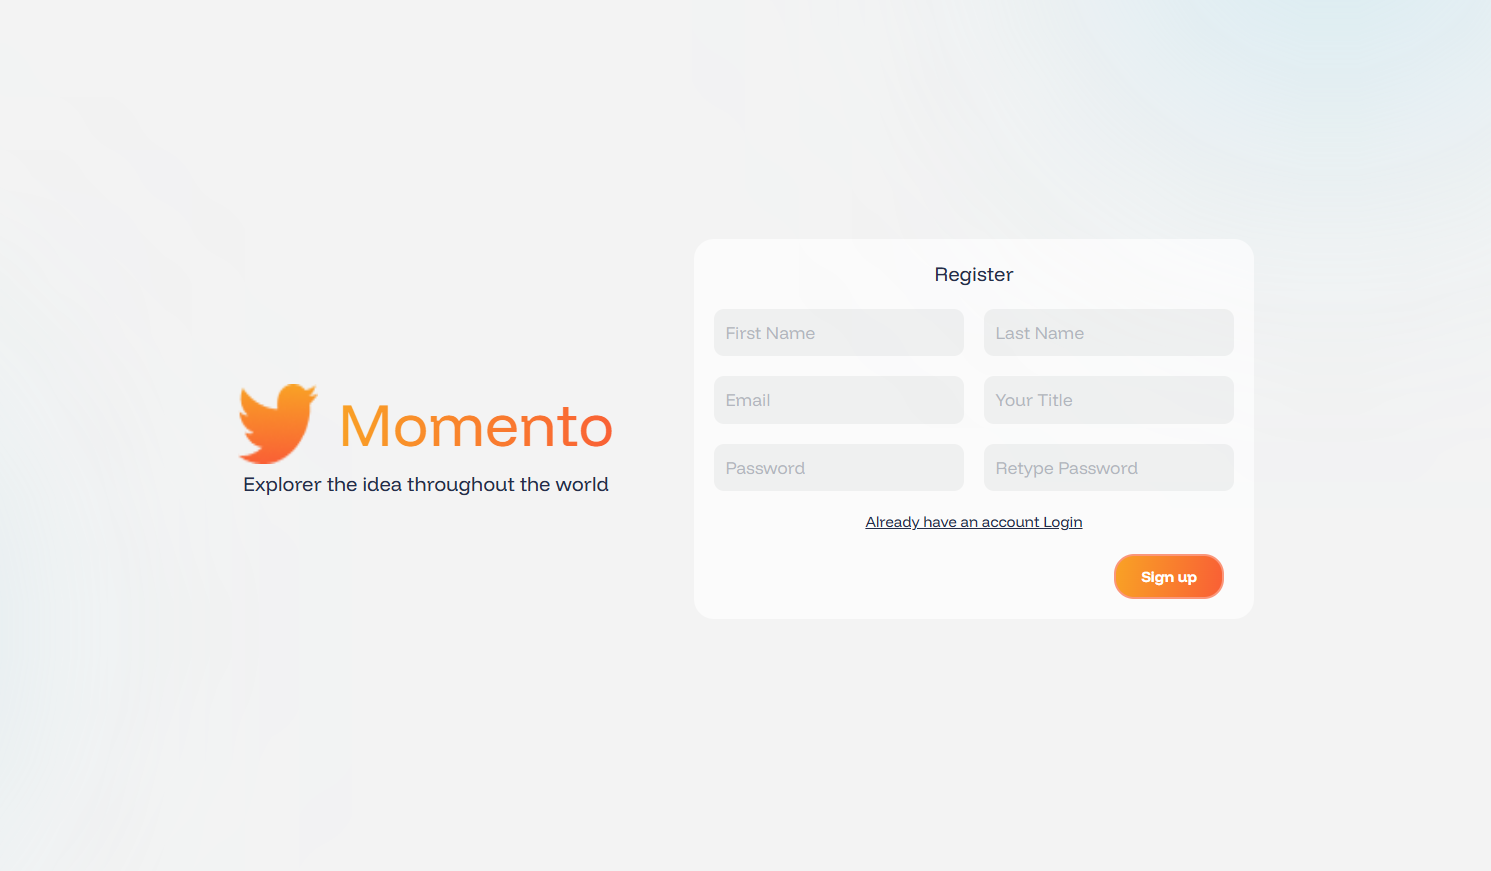 Momento
Explorer the idea throughout the world
Register
First Name
Last Name
Email
Your Title
Password
Retype Password
Already have an account Login
Sign up